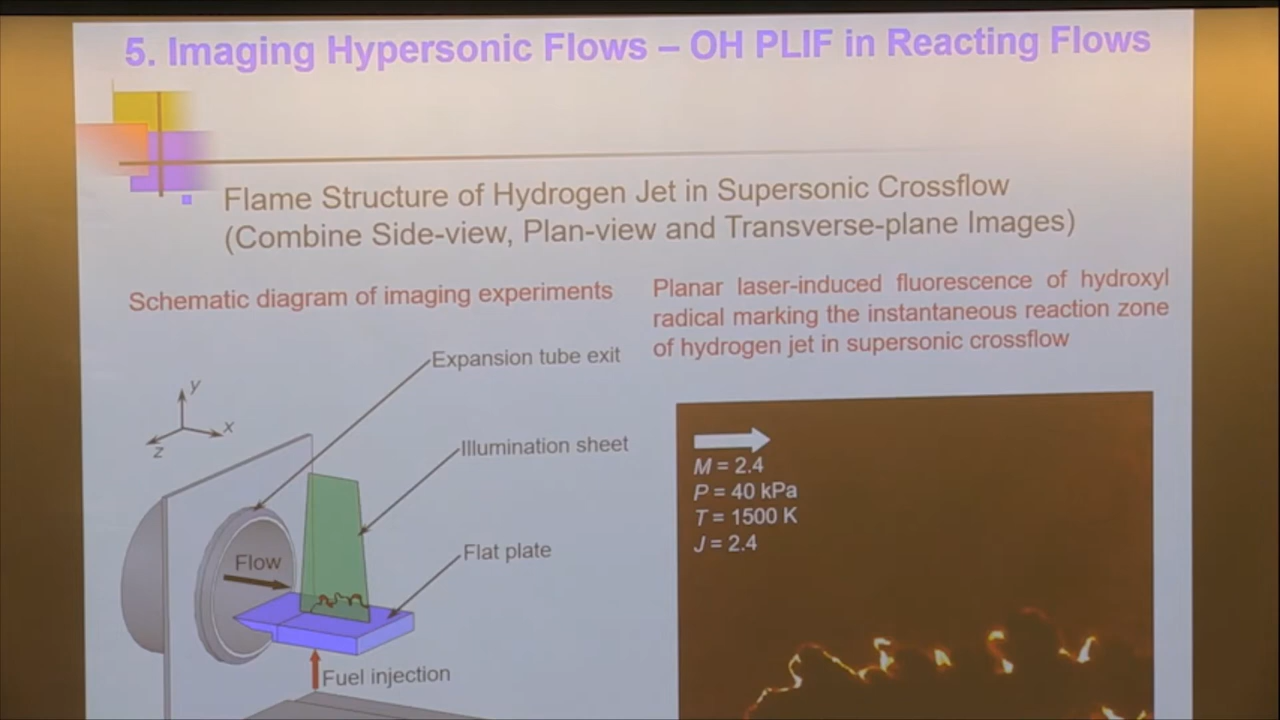 5. Imaging Hypersonic Flows – OH PLIF in Reacting Flows
Flame Structure of Hydrogen Jet in Supersonic Crossflow
(Combine Side-view, Plan-view and Transverse-plane Images)
Schematic diagram of imaging experiments
Planar laser-induced fluorescence of hydroxyl
radical marking the instantaneous reaction zone
of hydrogen jet in supersonic crossflow
Expansion tube exit
y
x
z
Illumination sheet
Flat plate
Flow
Fuel injection
M = 2.4
P = 40 kPa
T = 1500 K
J = 2.4